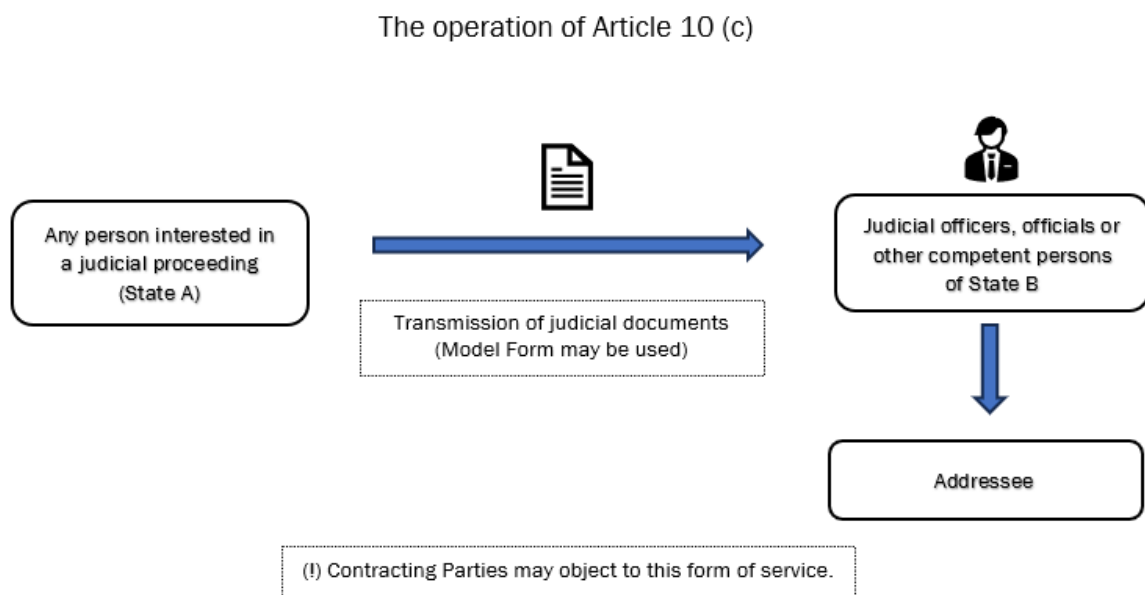 The operation of Article 10 (c)
Any person interested in
a judicial proceeding
(State A)
Transmission of judicial documents
(Model Form may be used)
Judicial officers, officials or
other competent persons
of State B
Addressee
(!) Contracting Parties may object to this form of service.